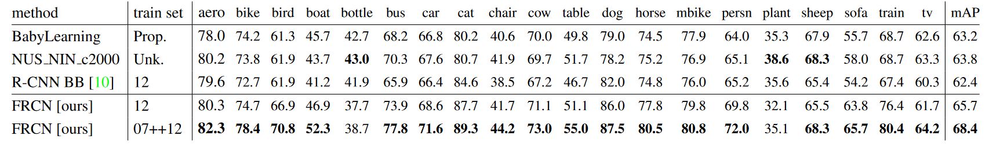 method train set aero bike bird boat bottle bus car cat chair cow table dog horse mbike persn plant sheep sofa train tv mAP
BabyLearning Prop. 78.0 74.2 61.3 45.7 42.7 68.2 66.8 80.2 40.6 70.0 49.8 79.0 74.5 77.9 64.0 35.3 67.9 55.7 68.7 62.6 63.2
NUS_NIN_c2000 Unk. 80.2 73.8 61.9 43.7 43.0 70.3 67.6 80.7 41.9 69.7 51.7 78.2 75.2 76.9 65.1 38.6 68.3 58.0 68.7 63.3 63.8
R-CNN BB [10] 12 79.6 72.7 61.9 41.2 41.9 65.9 66.4 84.6 38.5 67.2 46.7 82.0 74.8 76.0 65.2 35.6 65.4 54.2 67.4 60.3 62.4
FRCN [ours] 12 80.3 74.7 66.9 46.9 37.7 73.9 68.6 87.7 41.7 71.1 51.1 86.0 77.8 79.8 69.8 32.1 65.5 63.8 76.4 61.7 65.7
FRCN [ours] 07++12 82.3 78.4 70.8 52.3 38.7 77.8 71.6 89.3 44.2 73.0 55.0 87.5 80.5 80.8 72.0 35.1 68.3 65.7 80.4 64.2 68.4